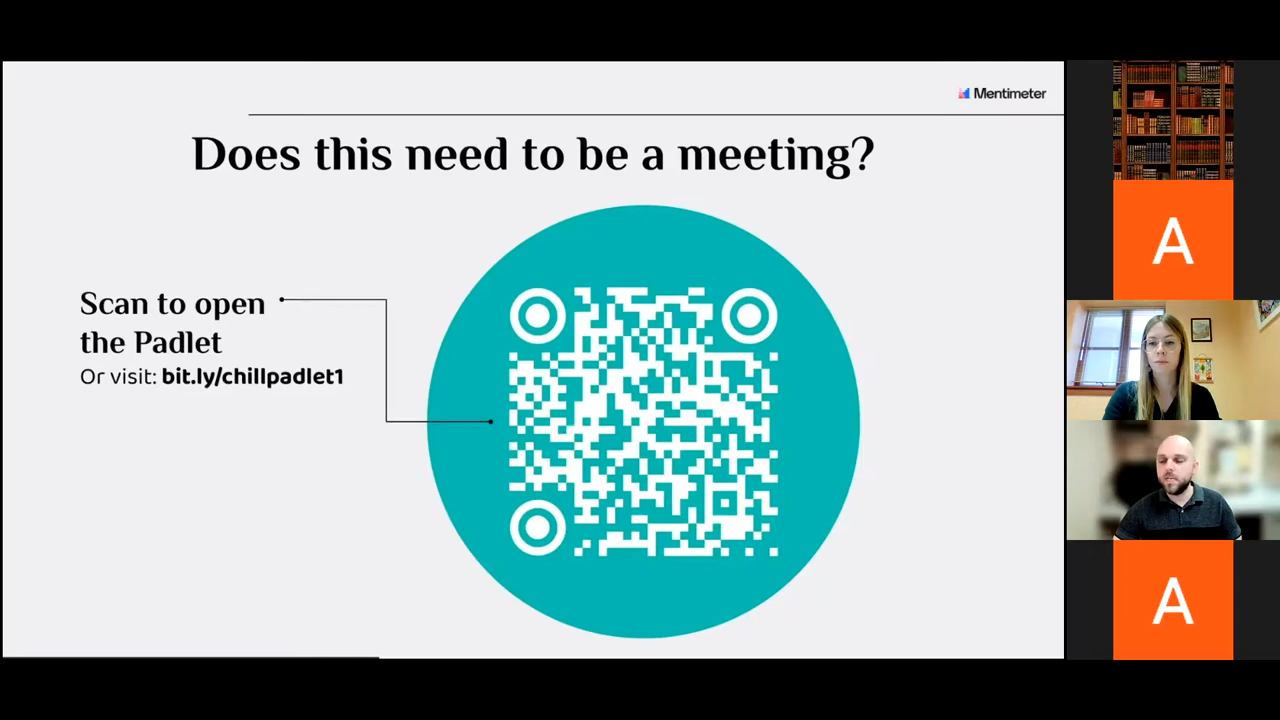 Mentimeter
Does this need to be a meeting?
Scan to open
the Padlet
Or visit: bit.ly/chillpadlet1
A
A